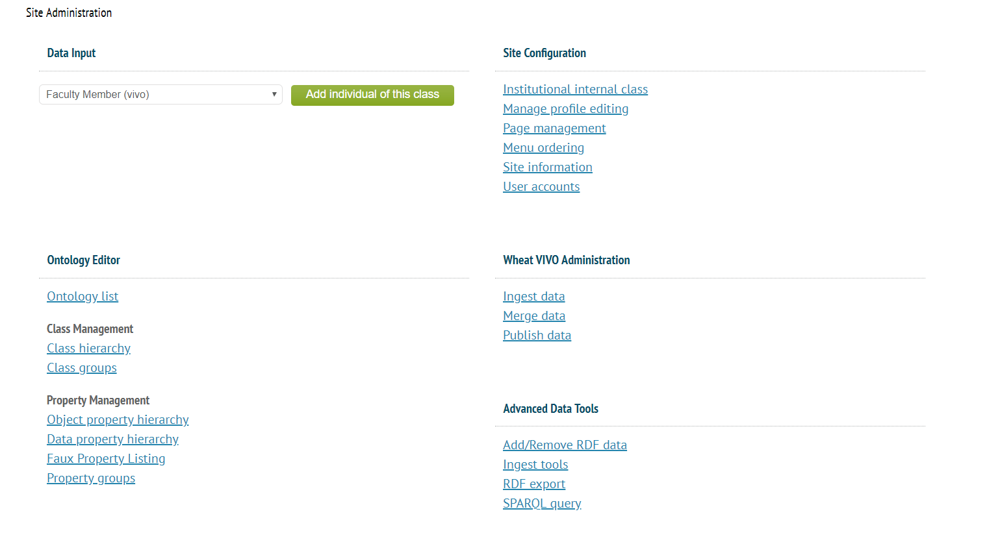 Site Administration
Data Input
Faculty Member (vivo)
Add individual of this class
Site Configuration
Institutional internal class
Manage profile editing
Page management
Menu ordering
Site information
User accounts
Ontology Editor
Ontology list
Class Management
Class hierarchy
Class groups
Property Management
Object property hierarchy
Data property hierarchy
Faux Property Listing
Property groups
Wheat VIVO Administration
Ingest data
Merge data
Publish data
Advanced Data Tools
Add/Remove RDF data
Ingest tools
RDF export
SPARQL query